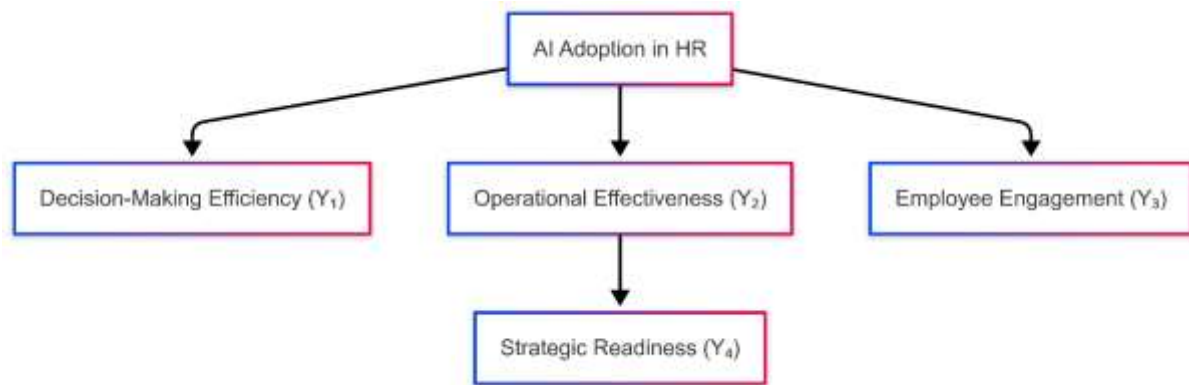 AI Adoption in HR
Decision-Making Efficiency (Y₁)
Operational Effectiveness (Y₂)
Employee Engagement (Y₃)
Strategic Readiness (Y₄)